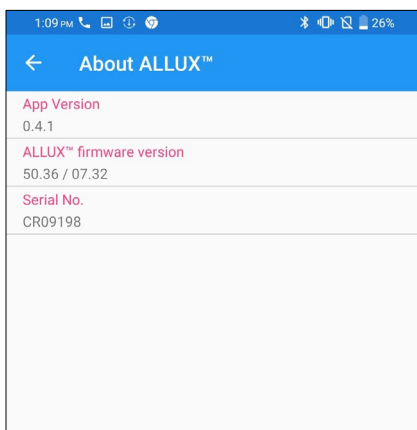 1:09 PM 26%
About ALLUX™
App Version
0.4.1
ALLUX™ firmware version
50.36 / 07.32
Serial No.
CR09198